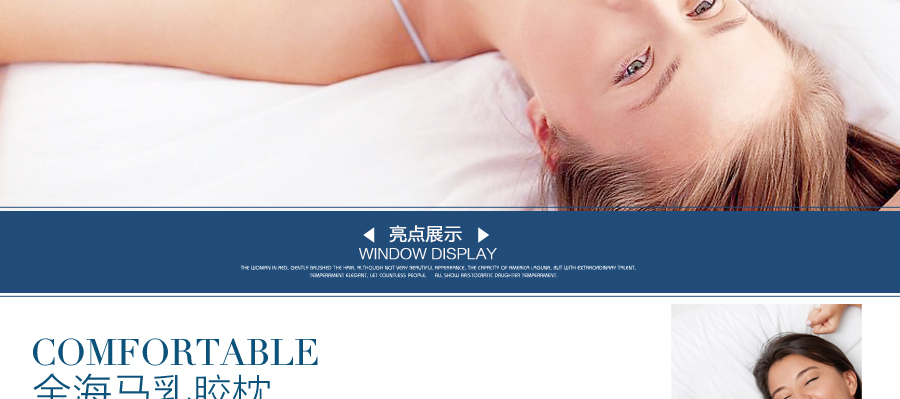 ◀ 亮点展示 ▶
WINDOW DISPLAY
THE WOMAN IN RED, GENTLY BRUSHED THE HAIR, ALTHOUGH NOT VERY BEAUTIFUL APPEARANCE, THE CAPACITY OF AMERICA LAGUNA, BUT WITH EXTRAORDINARY TALENT,
TEMPERAMENT ELEGANT, LET COUNTLESS PEOPLE, ALL SHOW ARISTOCRATIC DAUGHTER TEMPERAMENT.
COMFORTABLE
全海马乳胶枕